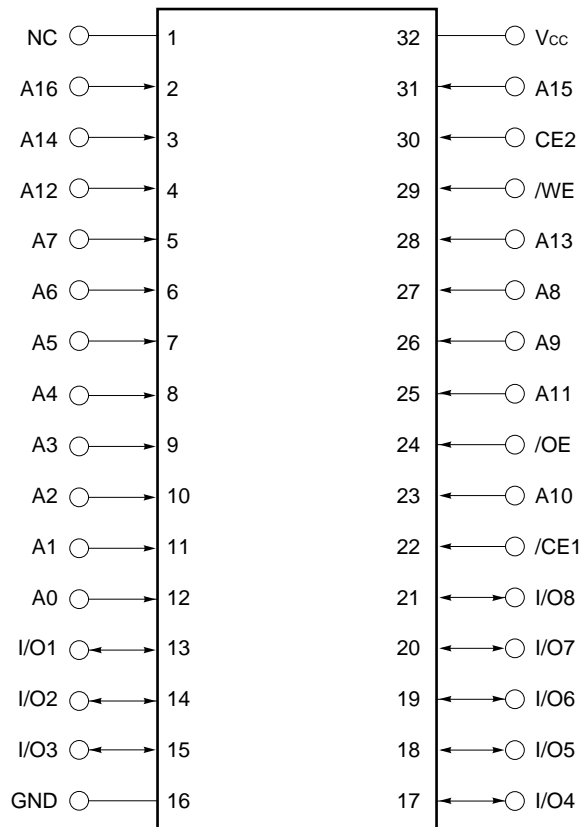 NC 1 32 Vcc
A16 2 31 A15
A14 3 30 CE2
A12 4 29 /WE
A7 5 28 A13
A6 6 27 A8
A5 7 26 A9
A4 8 25 A11
A3 9 24 /OE
A2 10 23 A10
A1 11 22 /CE1
A0 12 21 I/O8
I/O1 13 20 I/O7
I/O2 14 19 I/O6
I/O3 15 18 I/O5
GND 16 17 I/O4